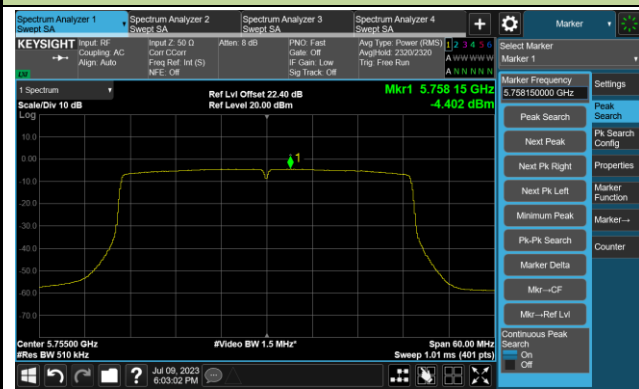 Spectrum Analyzer 1
Swept SA
Spectrum Analyzer 2
Swept SA
Spectrum Analyzer 3
Swept SA
Spectrum Analyzer 4
Swept SA
+
Marker
KEYSIGHT
Input: RF
Coupling: AC
Align: Auto
Input Z: 50 Ω
Corr CCorr
Freq Ref: Int (S)
NFE: Off
Atten: 8 dB
PNO: Fast
Gate: Off
IF Gain: Low
Sig Track: Off
Avg Type: Power (RMS)
Avg|Hold: 2320/2320
Trig: Free Run
1 2 3 4 5 6
A W W W W W
A N N N N N
Select Marker
Marker 1
1 Spectrum
Scale/Div 10 dB
Log
Ref Lvl Offset 22.40 dB
Ref Level 20.00 dBm
Mkr1 5.758 15 GHz
-4.402 dBm
10.0
0.00
-10.0
-20.0
-30.0
-40.0
-50.0
-60.0
-70.0
1
Center 5.75500 GHz
#Res BW 510 kHz
#Video BW 1.5 MHz*
Span 60.00 MHz
Sweep 1.01 ms (401 pts)
Marker Frequency
5.758150000 GHz
Peak Search
Next Peak
Next Pk Right
Next Pk Left
Minimum Peak
Pk-Pk Search
Marker Delta
Mkr→CF
Mkr→Ref Lvl
Continuous Peak
Search
On
Off
Settings
Peak
Search
Pk Search
Config
Properties
Marker
Function
Marker→
Counter
?
Jul 09, 2023
6:03:02 PM